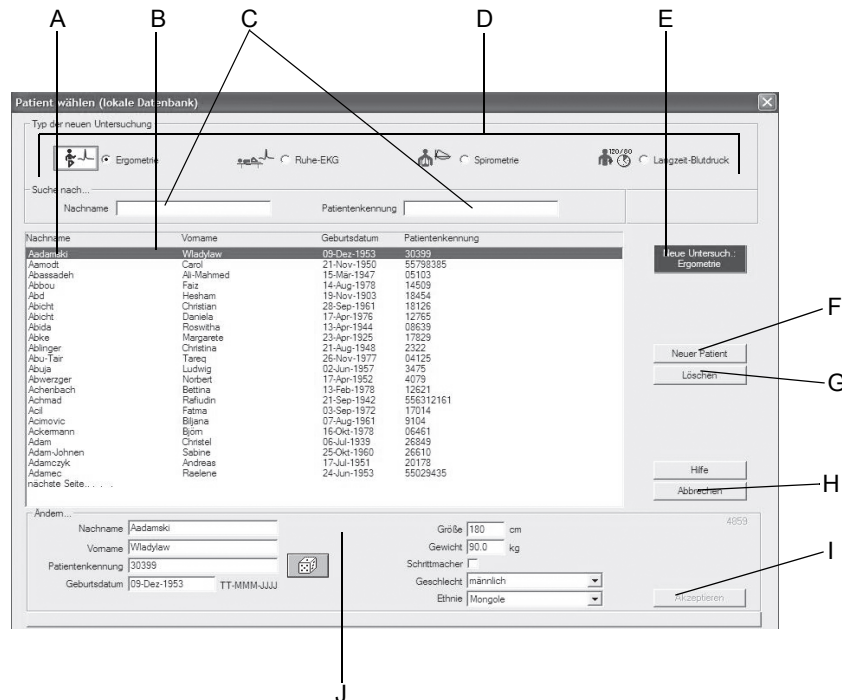 A B C D E
Patient wählen (lokale Datenbank)
Typ der neuen Untersuchung
Ergometrie Ruhe-EKG Spirometrie 120/80 Langzeit-Blutdruck
Suche nach...
Nachname Patientenkennung
Nachname Vorname Geburtsdatum Patientenkennung
Aadamski Wladylaw 09-Dez-1953 30399
Aamodt Carol 21-Nov-1950 55798385
Abassadeh Ali-Mahmed 15-Mär-1947 05103
Abbou Faiz 14-Aug-1978 14509
Abd Hesham 19-Nov-1903 18454
Abicht Christian 28-Sep-1961 18126
Abicht Daniela 17-Apr-1976 12765
Abida Roswitha 13-Apr-1944 08639
Abke Margarete 23-Apr-1925 17829
Ablinger Christina 21-Aug-1948 2322
Abu-Tair Tareq 26-Nov-1977 04125
Abuja Ludwig 02-Jun-1957 3475
Abwerzger Norbert 17-Apr-1952 4079
Achenbach Bettina 13-Feb-1978 12621
Achmad Rafiudin 21-Sep-1942 556312161
Acil Fatma 03-Sep-1972 17014
Acimovic Biljana 07-Aug-1961 9104
Ackermann Björn 16-Okt-1978 06461
Adam Christel 06-Jul-1939 26849
Adam-Johnen Sabine 25-Okt-1960 26610
Adamczyk Andreas 17-Jul-1951 20178
Adamec Raelene 24-Jun-1953 55029435
nächste Seite.. . . .
Neue Untersuch.:
Ergometrie
F
Neuer Patient
G
Löschen
Hilfe
H
Abbrechen
Ändern...
4859
Nachname Aadamski
Vorname Wladylaw
Patientenkennung 30399
Geburtsdatum 09-Dez-1953 TT-MMM-JJJJ
Größe 180 cm
Gewicht 90.0 kg
Schrittmacher
Geschlecht männlich
Ethnie Mongole
I
Akzeptieren
J